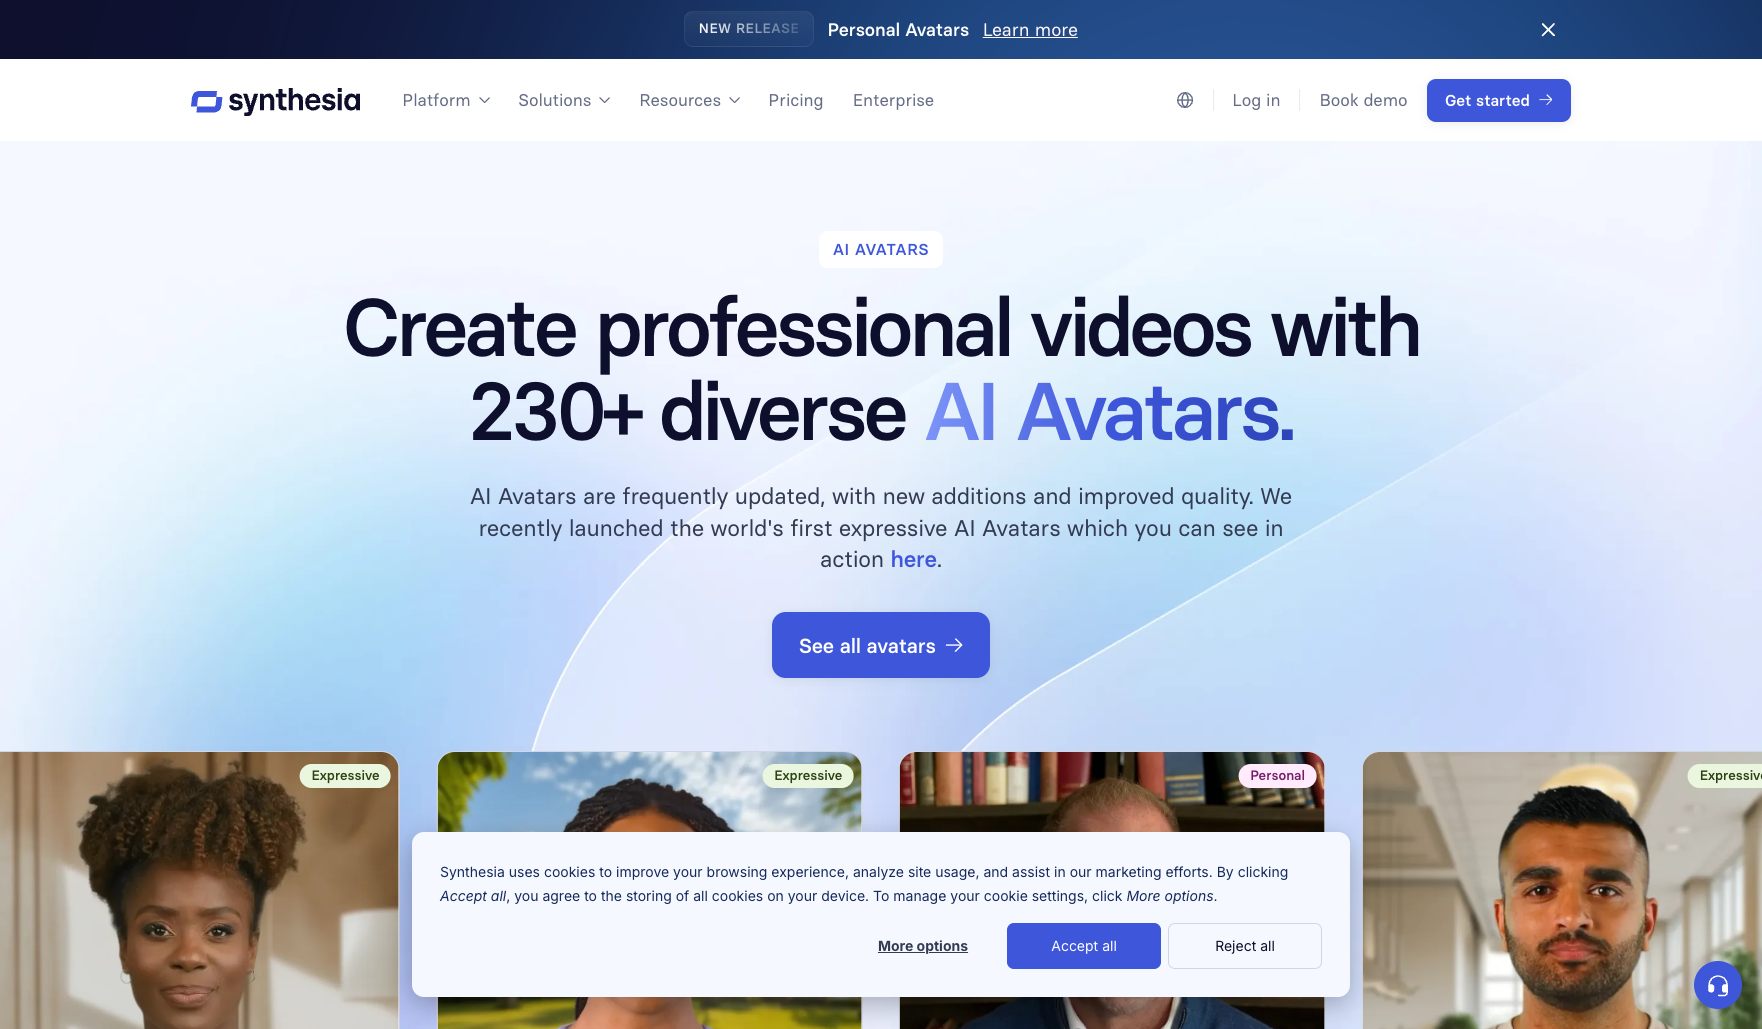 NEW RELEASE Personal Avatars Learn more
synthesia Platform Solutions Resources Pricing Enterprise Log in Book demo Get started
AI AVATARS
Create professional videos with
230+ diverse AI Avatars.
AI Avatars are frequently updated, with new additions and improved quality. We
recently launched the world's first expressive AI Avatars which you can see in
action here.
See all avatars
Expressive
Expressive
Personal
Expressive
Synthesia uses cookies to improve your browsing experience, analyze site usage, and assist in our marketing efforts. By clicking
Accept all, you agree to the storing of all cookies on your device. To manage your cookie settings, click More options.
More options Accept all Reject all